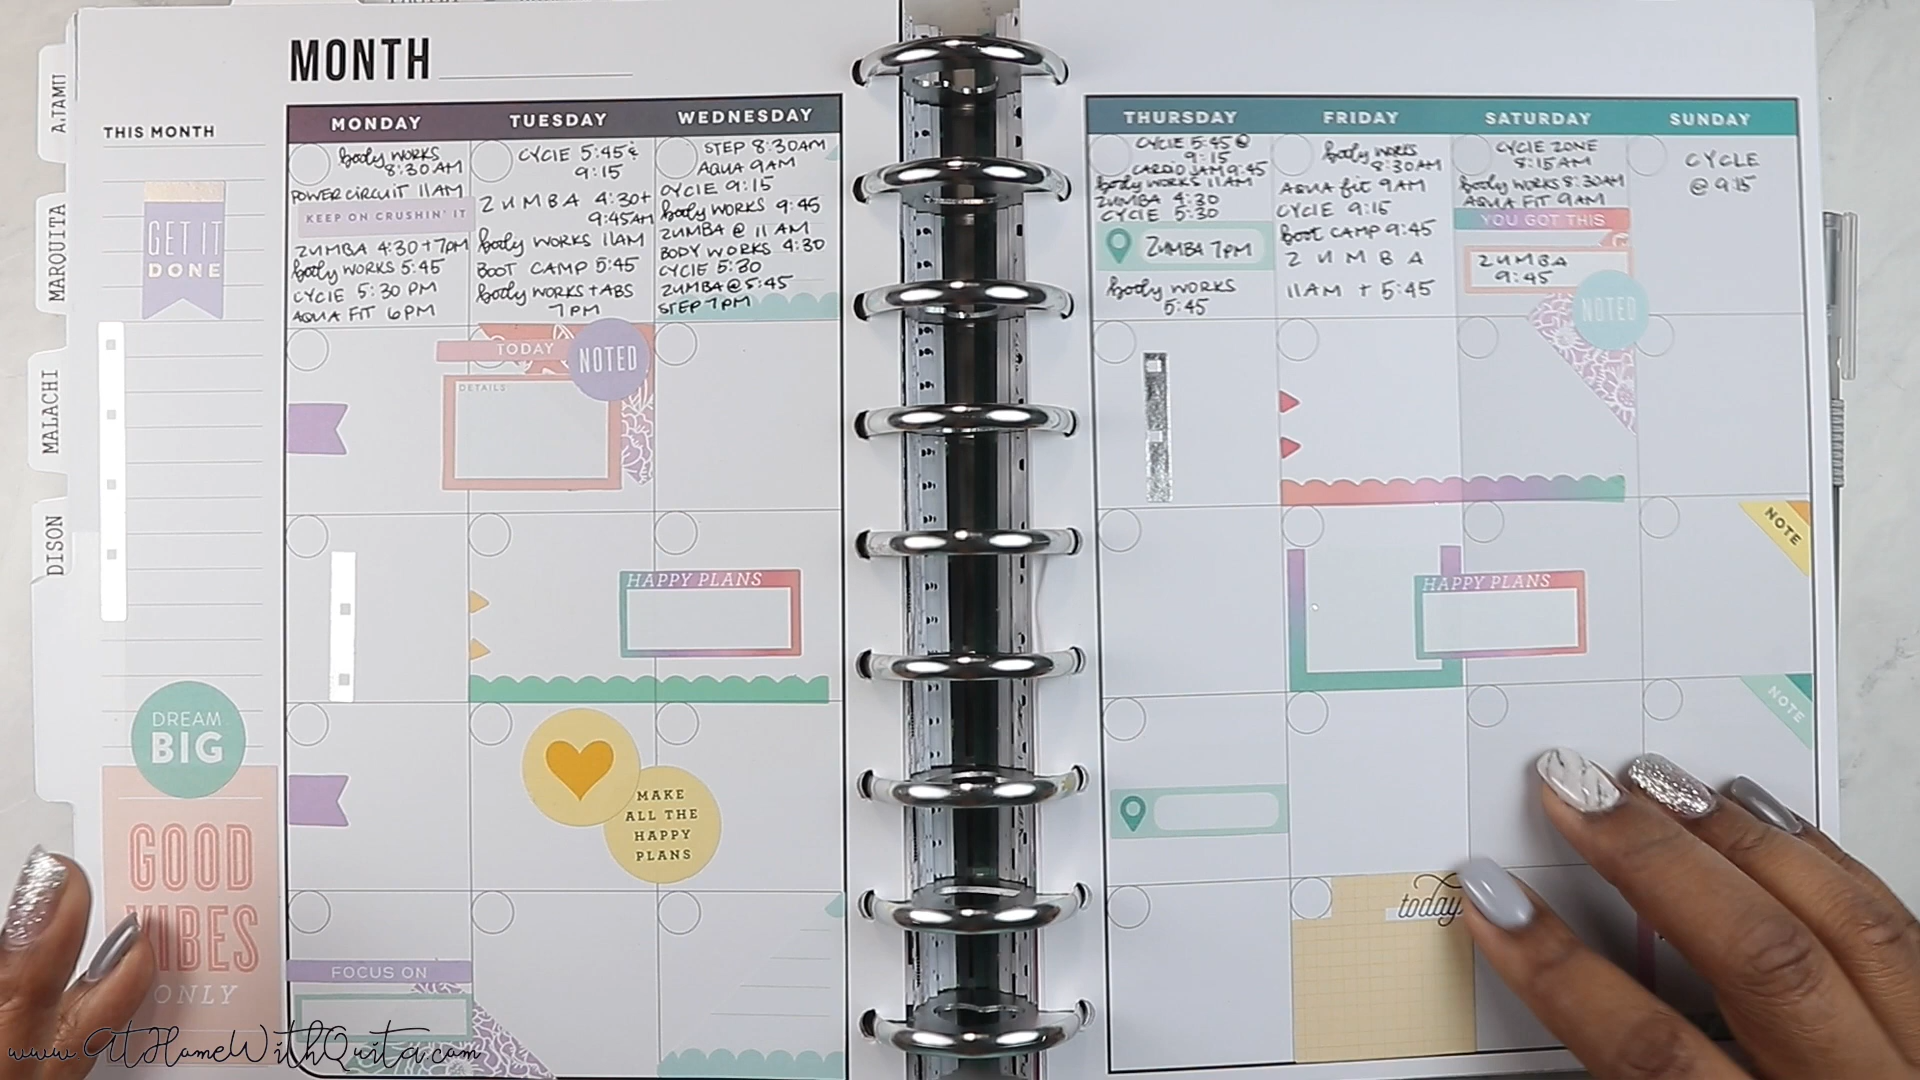 MONTH
THIS MONTH
A.TAMU
MARQUITA
MALACHI
DISON
GET IT
DONE
DREAM
BIG
GOOD
VIBES
ONLY
MONDAY
body works
8:30AM
POWER CIRCUIT 11AM
KEEP ON CRUSHIN' IT
ZUMBA 4:30+7PM
body works 5:45
CYCLE 5:30 PM
AQUA FIT 6PM
TUESDAY
CYCLE 5:45 &
9:15
ZUMBA 4:30+
9:45AM
body works 11AM
BOOT CAMP 5:45
body works + ABS
7PM
WEDNESDAY
STEP 8:30AM
AQUA 9AM
CYCLE 9:15
body works 9:45
ZUMBA @ 11 AM
BODY WORKS 4:30
CYCLE 5:30
ZUMBA @ 5:45
STEP 7PM
THURSDAY
CYCLE 5:45 @
9:15
CARDIO JAM 9:45
body works 11AM
ZUMBA 4:30
CYCLE 5:30
ZUMBA 7PM
body works
5:45
FRIDAY
body works
8:30AM
AQUA fit 9AM
CYCLE 9:15
BOOT CAMP 9:45
ZUMBA
11AM + 5:45
SATURDAY
CYCLE ZONE
8:15AM
body works 8:30AM
AQUA FIT 9AM
YOU GOT THIS
ZUMBA
9:45
NOTED
SUNDAY
CYCLE
@ 9:15
TODAY
NOTED
DETAILS
HAPPY PLANS
HAPPY PLANS
NOTE
MAKE
ALL THE
HAPPY
PLANS
NOTE
FOCUS ON
today
www.AtHomeWithQuita.com